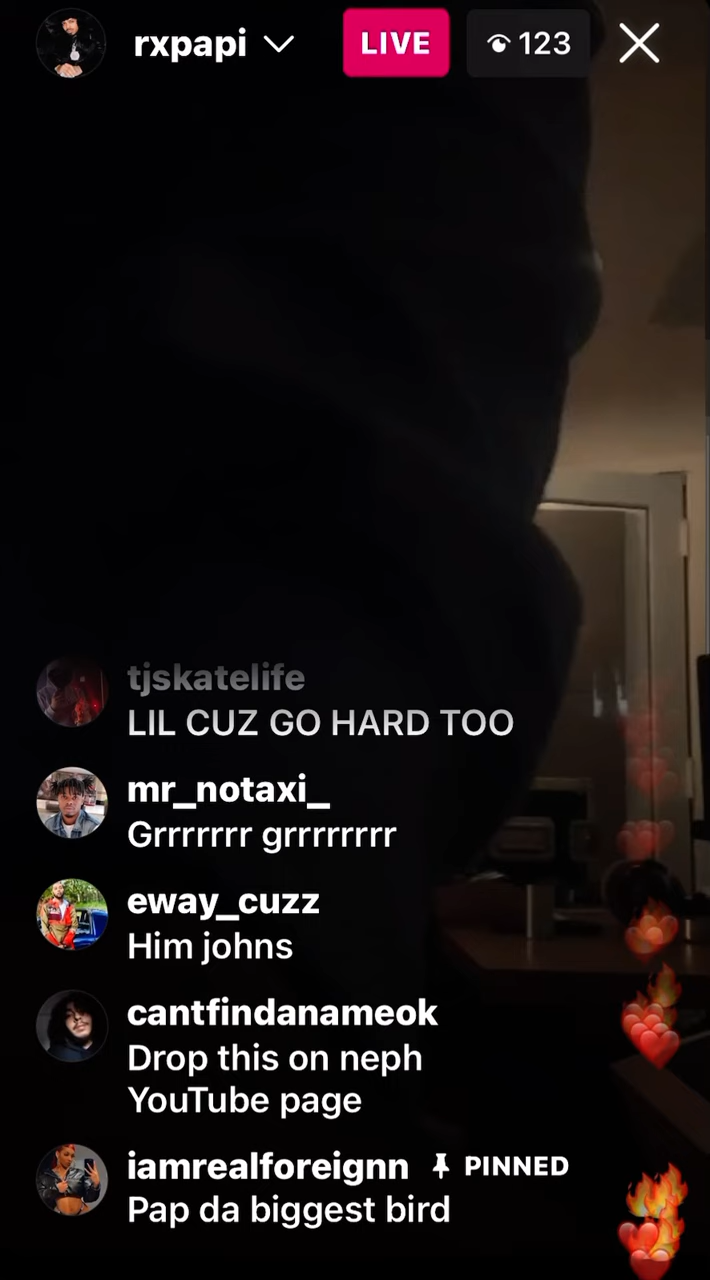 rxpapi
LIVE
123
tjskatelife
LIL CUZ GO HARD TOO
mr_notaxi_
Grrrrrrr grrrrrrrr
eway_cuzz
Him johns
cantfindanameok
Drop this on neph
YouTube page
iamrealforeignn PINNED
Pap da biggest bird